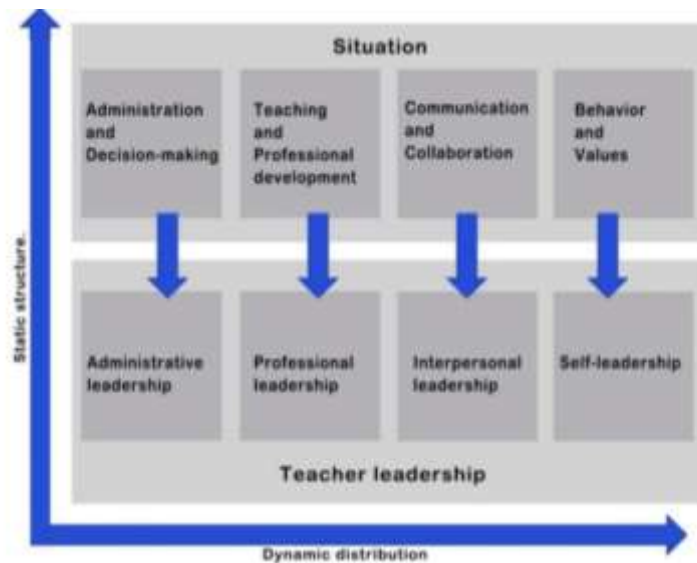 Situation
Administration
and
Decision-making
Teaching
and
Professional
development
Communication
and
Collaboration
Behavior
and
Values
Static structure.
Administrative
leadership
Professional
leadership
Interpersonal
leadership
Self-leadership
Teacher leadership
Dynamic distribution